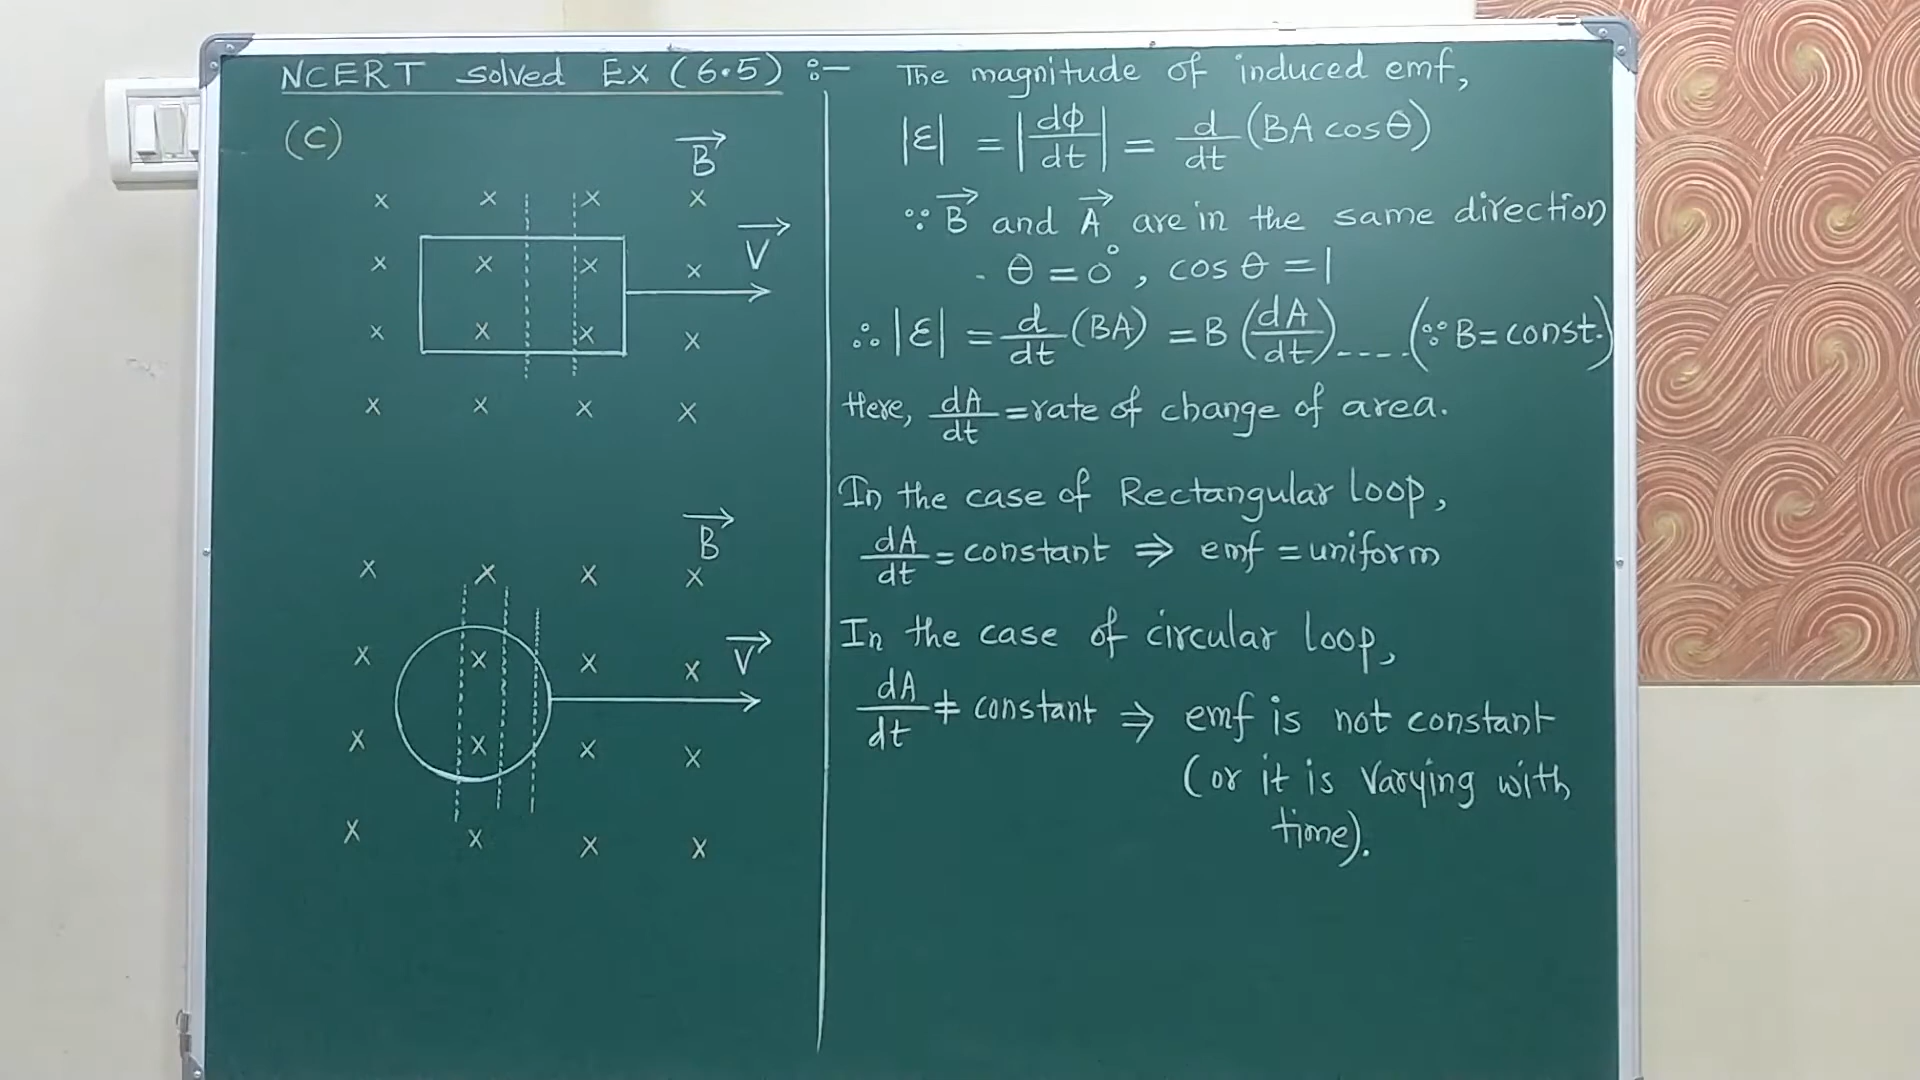 NCERT solved Ex (6.5) :-
(C)
B
x x x x
V
x x x x
x x x x
x x x x
B
x x x x
V
x x x x
x x x x
x x x x
The magnitude of induced emf,
|ε| = |dϕ/dt| = d/dt (BA cosθ)
∵ B⃗ and A⃗ are in the same direction
θ = 0°, cos θ = 1
∴ |ε| = d/dt (BA) = B (dA/dt) ---- (∵ B = const.)
Here, dA/dt = rate of change of area.
In the case of Rectangular loop,
dA/dt = constant ⇒ emf = uniform
In the case of circular loop,
dA/dt ≠ constant ⇒ emf is not constant
(or it is varying with
time).